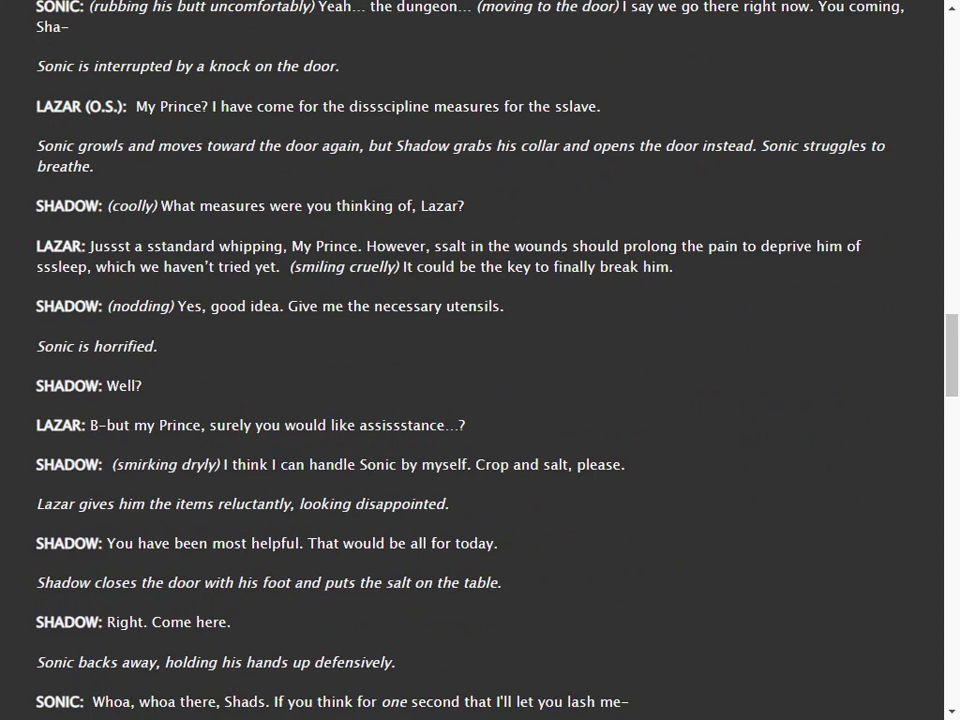 SONIC: (rubbing his butt uncomfortably) Yeah… the dungeon… (moving to the door) I say we go there right now. You coming,
Sha-
Sonic is interrupted by a knock on the door.
LAZAR (O.S.): My Prince? I have come for the dissscipline measures for the sslave.
Sonic growls and moves toward the door again, but Shadow grabs his collar and opens the door instead. Sonic struggles to
breathe.
SHADOW: (coolly) What measures were you thinking of, Lazar?
LAZAR: Jussst a sstandard whipping, My Prince. However, ssalt in the wounds should prolong the pain to deprive him of
sssleep, which we haven't tried yet. (smiling cruelly) It could be the key to finally break him.
SHADOW: (nodding) Yes, good idea. Give me the necessary utensils.
Sonic is horrified.
SHADOW: Well?
LAZAR: B-but my Prince, surely you would like assissstance…?
SHADOW: (smirking dryly) I think I can handle Sonic by myself. Crop and salt, please.
Lazar gives him the items reluctantly, looking disappointed.
SHADOW: You have been most helpful. That would be all for today.
Shadow closes the door with his foot and puts the salt on the table.
SHADOW: Right. Come here.
Sonic backs away, holding his hands up defensively.
SONIC: Whoa, whoa there, Shads. If you think for one second that I'll let you lash me-